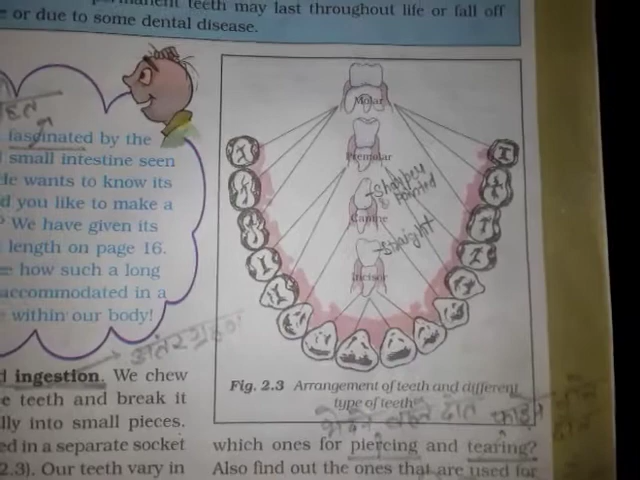 permanent teeth may last throughout life or fall off
or due to some dental disease.
fascinated by the
small intestine seen
He wants to know its
d you like to make a
? We have given its
length on page 16.
how such a long
accommodated in a
within our body!
अंतरग्रहण
d ingestion. We chew
e teeth and break it
lly into small pieces.
ed in a separate socket
2.3). Our teeth vary in
Molar
Premolar
Sharpen
& pointed
Canine
Straight
Incisor
Fig. 2.3 Arrangement of teeth and different
type of teeth
दाँत
which ones for piercing and tearing?
Also find out the ones that are used for